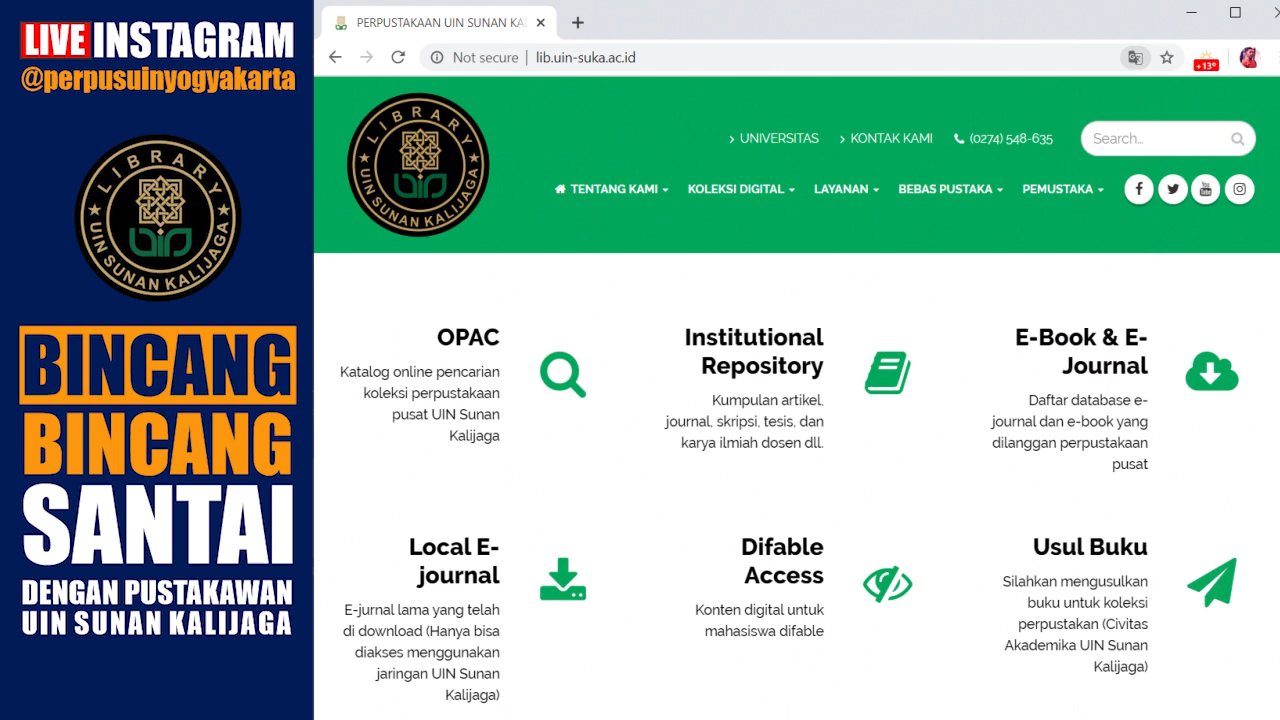 LIVE INSTAGRAM
@perpusuinyogyakarta
LIBRARY
UIN SUNAN KALIJAGA
BINCANG
BINCANG
SANTAI
DENGAN PUSTAKAWAN
UIN SUNAN KALIJAGA
PERPUSTAKAAN UIN SUNAN KAL
Not secure | lib.uin-suka.ac.id
+13°
LIBRARY
UIN SUNAN KALIJAGA
UNIVERSITAS KONTAK KAMI (0274) 548-635 Search...
TENTANG KAMI KOLEKSI DIGITAL LAYANAN BEBAS PUSTAKA PEMUSTAKA
OPAC
Katalog online pencarian
koleksi perpustakaan
pusat UIN Sunan
Kalijaga
Institutional
Repository
Kumpulan artikel,
journal, skripsi, tesis, dan
karya ilmiah dosen dll.
E-Book & E-
Journal
Daftar database e-
journal dan e-book yang
dilanggan perpustakaan
pusat
Local E-
journal
E-jurnal lama yang telah
di download (Hanya bisa
diakses menggunakan
jaringan UIN Sunan
Kalijaga)
Difable
Access
Konten digital untuk
mahasiswa difable
Usul Buku
Silahkan mengusulkan
buku untuk koleksi
perpustakan (Civitas
Akademika UIN Sunan
Kalijaga)